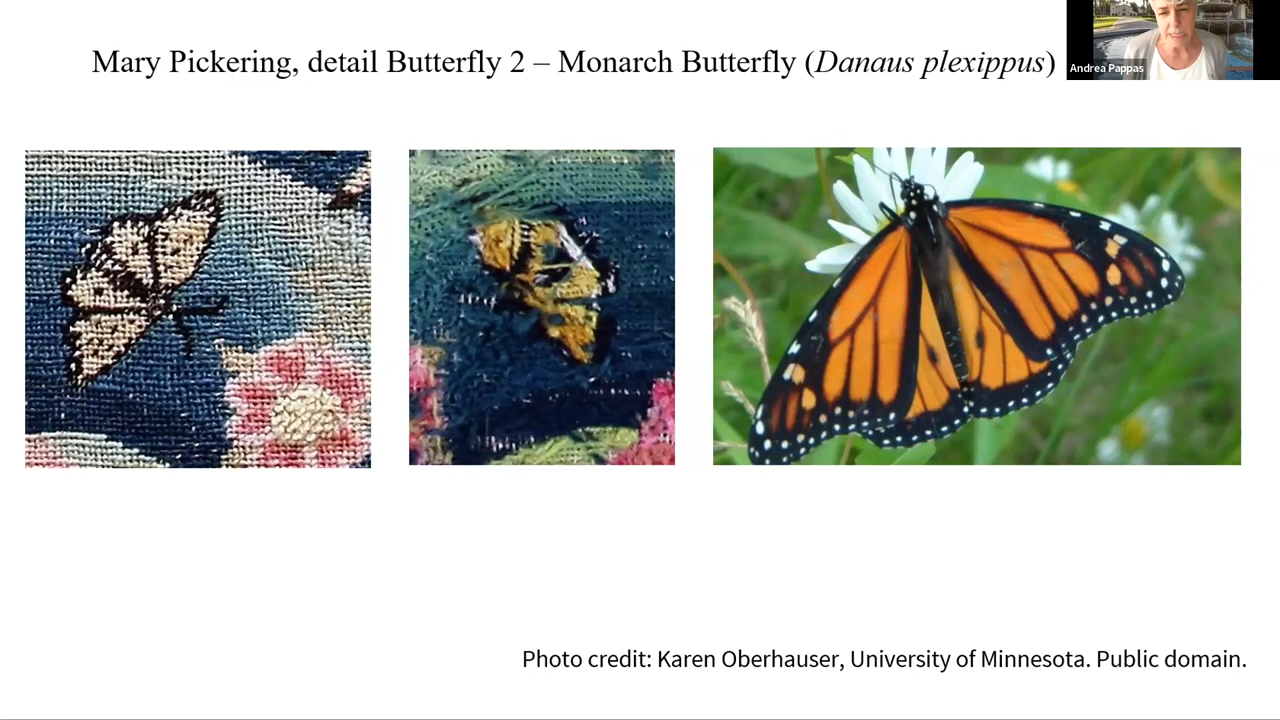 Mary Pickering, detail Butterfly 2 – Monarch Butterfly (Danaus plexippus)
Andrea Pappas
Photo credit: Karen Oberhauser, University of Minnesota. Public domain.